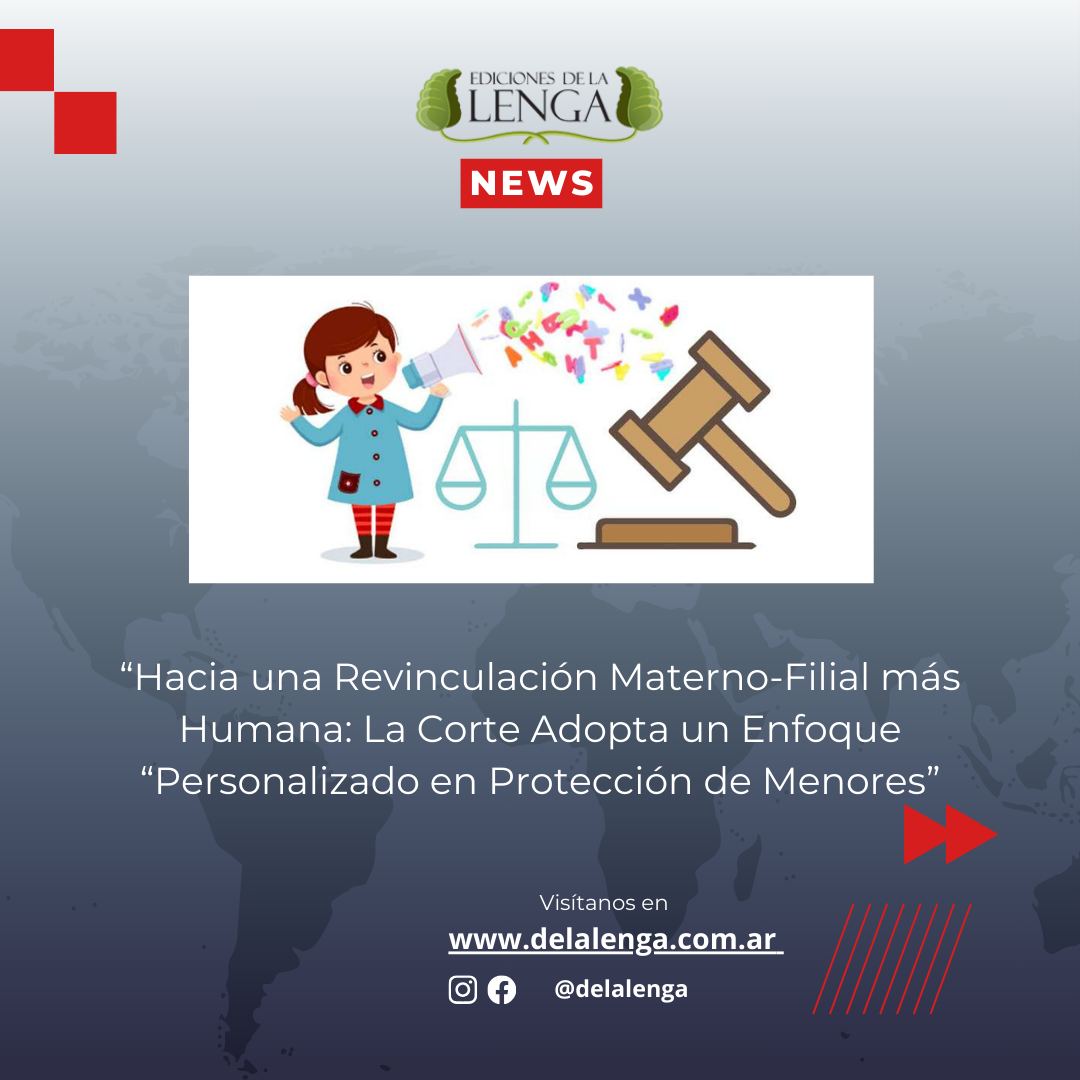 EDICIONES DE LA
LENGA
NEWS
“Hacia una Revinculación Materno-Filial más
Humana: La Corte Adopta un Enfoque
“Personalizado en Protección de Menores”
Visítanos en
www.delalenga.com.ar
@delalenga